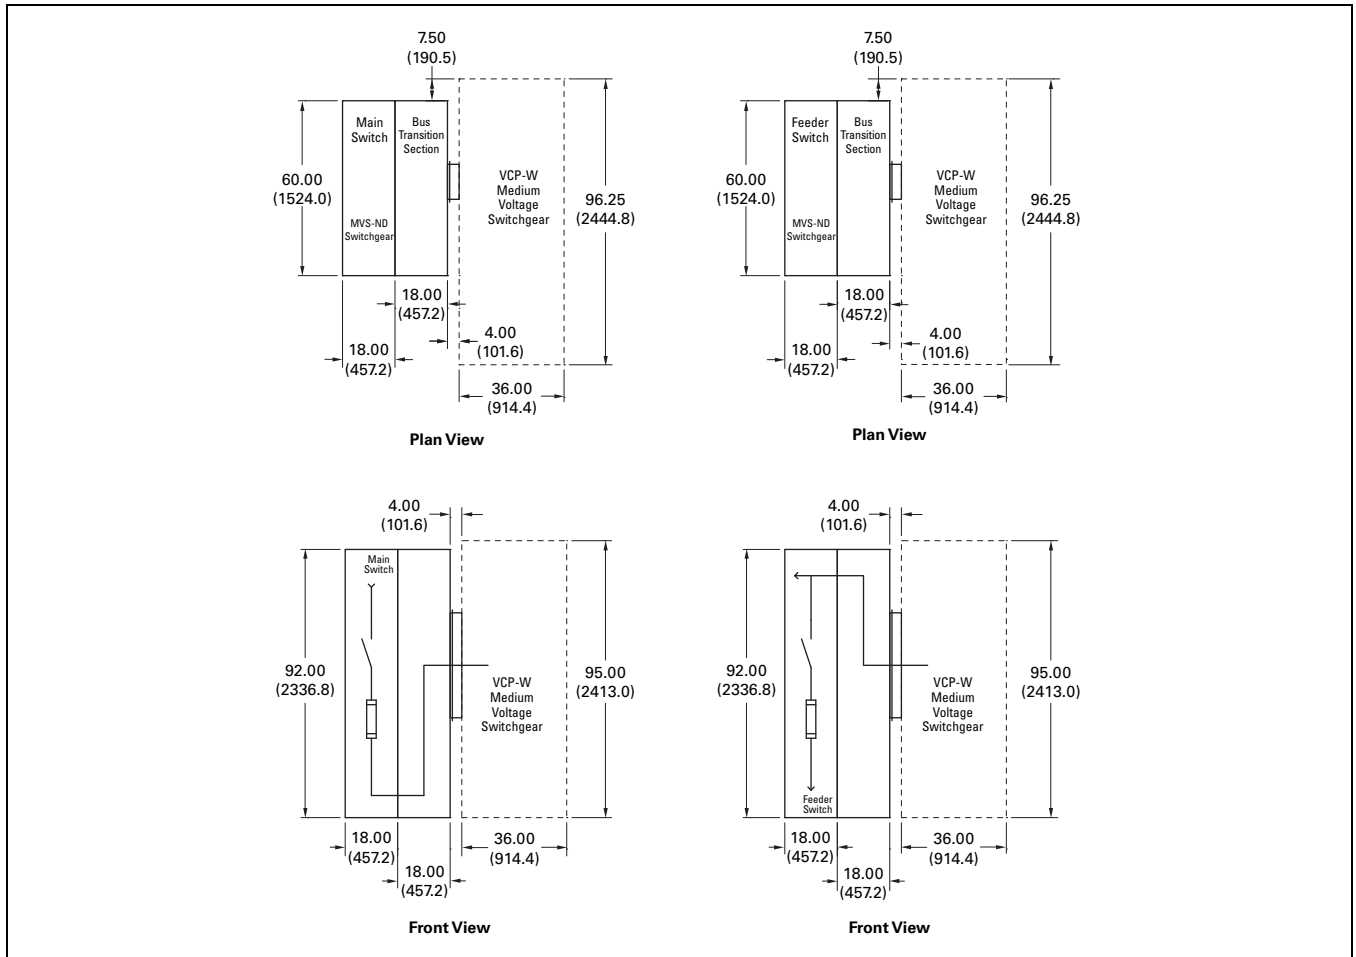 7.50
(190.5)
Main
Switch
Bus
Transition
Section
60.00
(1524.0)
VCP-W
Medium
Voltage
Switchgear
96.25
(2444.8)
MVS-ND
Switchgear
18.00
(457.2)
4.00
(101.6)
18.00
(457.2)
36.00
(914.4)
Plan View
7.50
(190.5)
Feeder
Switch
Bus
Transition
Section
60.00
(1524.0)
VCP-W
Medium
Voltage
Switchgear
96.25
(2444.8)
MVS-ND
Switchgear
18.00
(457.2)
4.00
(101.6)
18.00
(457.2)
36.00
(914.4)
Plan View
4.00
(101.6)
Main
Switch
92.00
(2336.8)
VCP-W
Medium
Voltage
Switchgear
95.00
(2413.0)
18.00
(457.2)
36.00
(914.4)
18.00
(457.2)
Front View
4.00
(101.6)
92.00
(2336.8)
VCP-W
Medium
Voltage
Switchgear
95.00
(2413.0)
Feeder
Switch
18.00
(457.2)
36.00
(914.4)
18.00
(457.2)
Front View